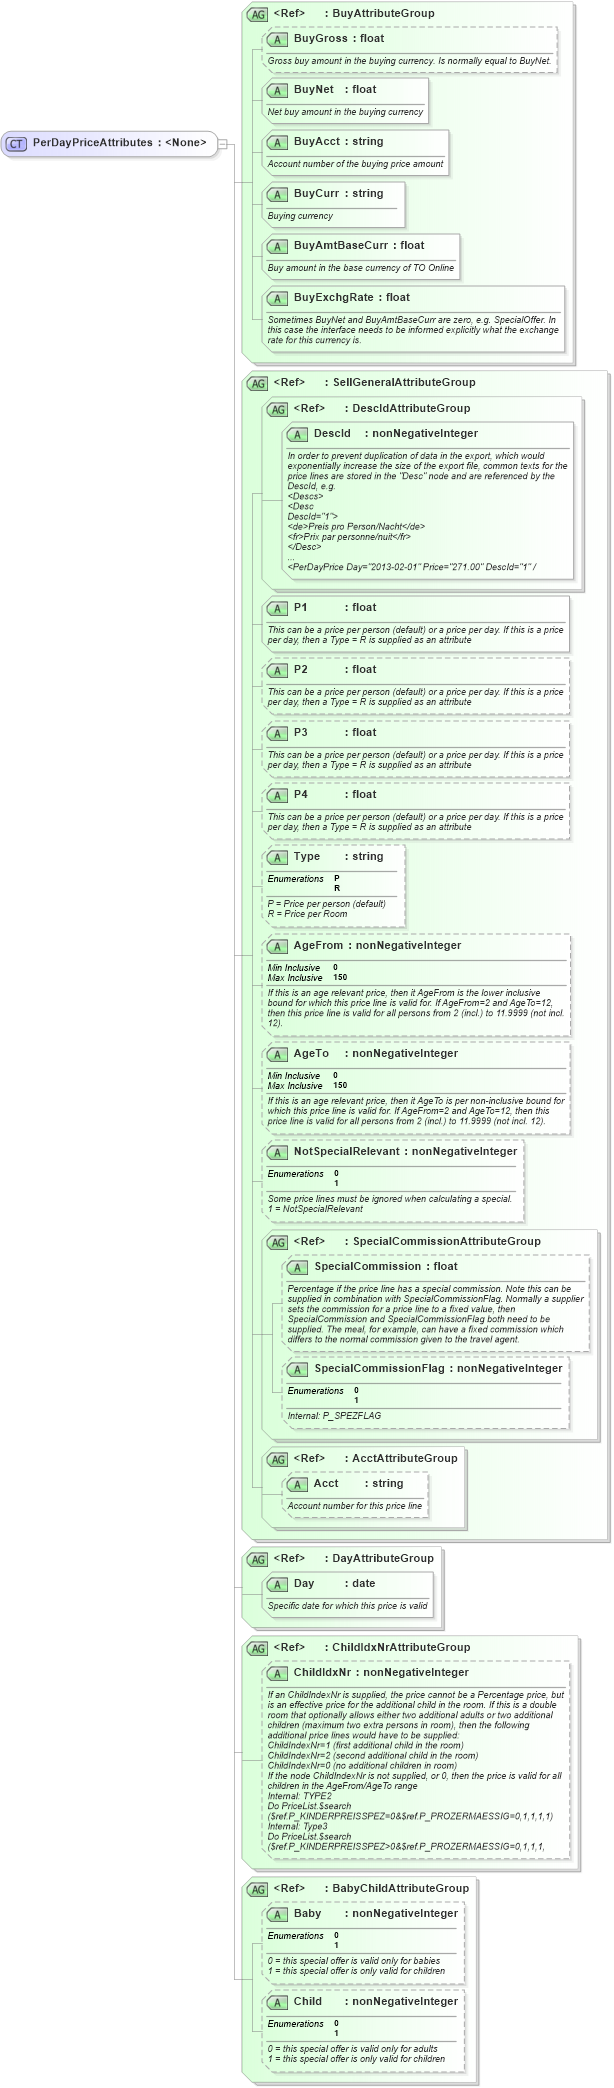 AG <Ref> : BuyAttributeGroup
A BuyGross : float
Gross buy amount in the buying currency. Is normally equal to BuyNet.
A BuyNet : float
Net buy amount in the buying currency
CT PerDayPriceAttributes : <None>
A BuyAcct : string
Account number of the buying price amount
A BuyCurr : string
Buying currency
A BuyAmtBaseCurr : float
Buy amount in the base currency of TO Online
A BuyExchgRate : float
Sometimes BuyNet and BuyAmtBaseCurr are zero, e.g. SpecialOffer. In
this case the interface needs to be informed explicitly what the exchange
rate for this currency is.
AG <Ref> : SellGeneralAttributeGroup
AG <Ref> : DescIdAttributeGroup
A DescId : nonNegativeInteger
In order to prevent duplication of data in the export, which would
exponentially increase the size of the export file, common texts for the
price lines are stored in the "Desc" node and are referenced by the
DescId, e.g.
<Descs>
<Desc
DescId="1">
<de>Preis pro Person/Nacht</de>
<fr>Prix par personne/nuit</fr>
</Desc>
...
<PerDayPrice Day="2013-02-01" Price="271.00" DescId="1" /
A P1 : float
This can be a price per person (default) or a price per day. If this is a price
per day, then a Type = R is supplied as an attribute
A P2 : float
This can be a price per person (default) or a price per day. If this is a price
per day, then a Type = R is supplied as an attribute
A P3 : float
This can be a price per person (default) or a price per day. If this is a price
per day, then a Type = R is supplied as an attribute
A P4 : float
This can be a price per person (default) or a price per day. If this is a price
per day, then a Type = R is supplied as an attribute
A Type : string
Enumerations P
R
P = Price per person (default)
R = Price per Room
A AgeFrom : nonNegativeInteger
Min Inclusive 0
Max Inclusive 150
If this is an age relevant price, then it AgeFrom is the lower inclusive
bound for which this price line is valid for. If AgeFrom=2 and AgeTo=12,
then this price line is valid for all persons from 2 (incl.) to 11.9999 (not incl.
12).
A AgeTo : nonNegativeInteger
Min Inclusive 0
Max Inclusive 150
If this is an age relevant price, then it AgeTo is per non-inclusive bound for
which this price line is valid for. If AgeFrom=2 and AgeTo=12, then this
price line is valid for all persons from 2 (incl.) to 11.9999 (not incl. 12).
A NotSpecialRelevant : nonNegativeInteger
Enumerations 0
1
Some price lines must be ignored when calculating a special.
1 = NotSpecialRelevant
AG <Ref> : SpecialCommissionAttributeGroup
A SpecialCommission : float
Percentage if the price line has a special commission. Note this can be
supplied in combination with SpecialCommissionFlag. Normally a supplier
sets the commission for a price line to a fixed value, then
SpecialCommission and SpecialCommissionFlag both need to be
supplied. The meal, for example, can have a fixed commission which
differs to the normal commission given to the travel agent.
A SpecialCommissionFlag : nonNegativeInteger
Enumerations 0
1
Internal: P_SPEZFLAG
AG <Ref> : AcctAttributeGroup
A Acct : string
Account number for this price line
AG <Ref> : DayAttributeGroup
A Day : date
Specific date for which this price is valid
AG <Ref> : ChildIdxNrAttributeGroup
A ChildIdxNr : nonNegativeInteger
If an ChildIndexNr is supplied, the price cannot be a Percentage price, but
is an effective price for the additional child in the room. If this is a double
room that optionally allows either two additional adults or two additional
children (maximum two extra persons in room), then the following
additional price lines would have to be supplied:
ChildIndexNr=1 (first additional child in the room)
ChildIndexNr=2 (second additional child in the room)
ChildIndexNr=0 (no additional children in room)
If the node ChildIndexNr is not supplied, or 0, then the price is valid for all
children in the AgeFrom/AgeTo range
Internal: TYPE2
Do PriceList.$search
($ref.P_KINDERPREISSPEZ=0&$ref.P_PROZERMAESSIG=0,1,1,1,1)
Internal: Type3
Do PriceList.$search
($ref.P_KINDERPREISSPEZ>0&$ref.P_PROZERMAESSIG=0,1,1,1,
AG <Ref> : BabyChildAttributeGroup
A Baby : nonNegativeInteger
Enumerations 0
1
0 = this special offer is valid only for babies
1 = this special offer is only valid for children
A Child : nonNegativeInteger
Enumerations 0
1
0 = this special offer is valid only for adults
1 = this special offer is only valid for children